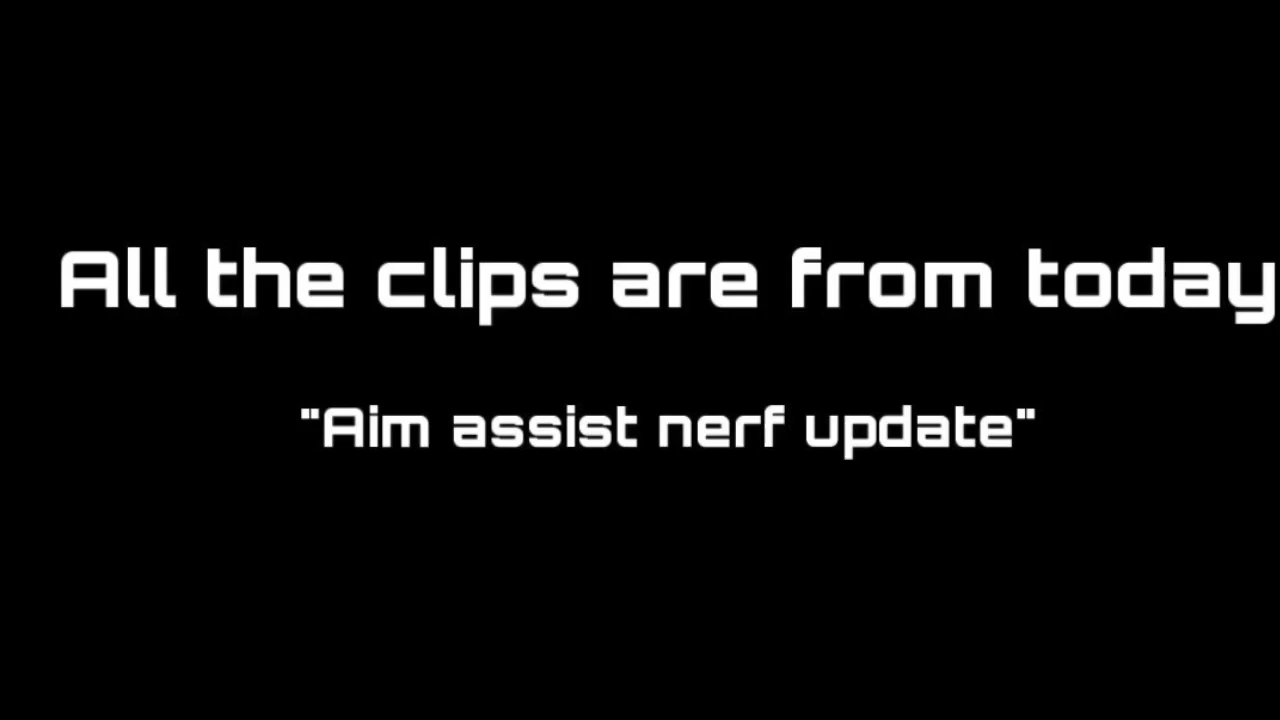 All the clips are from today
"Aim assist nerf update"